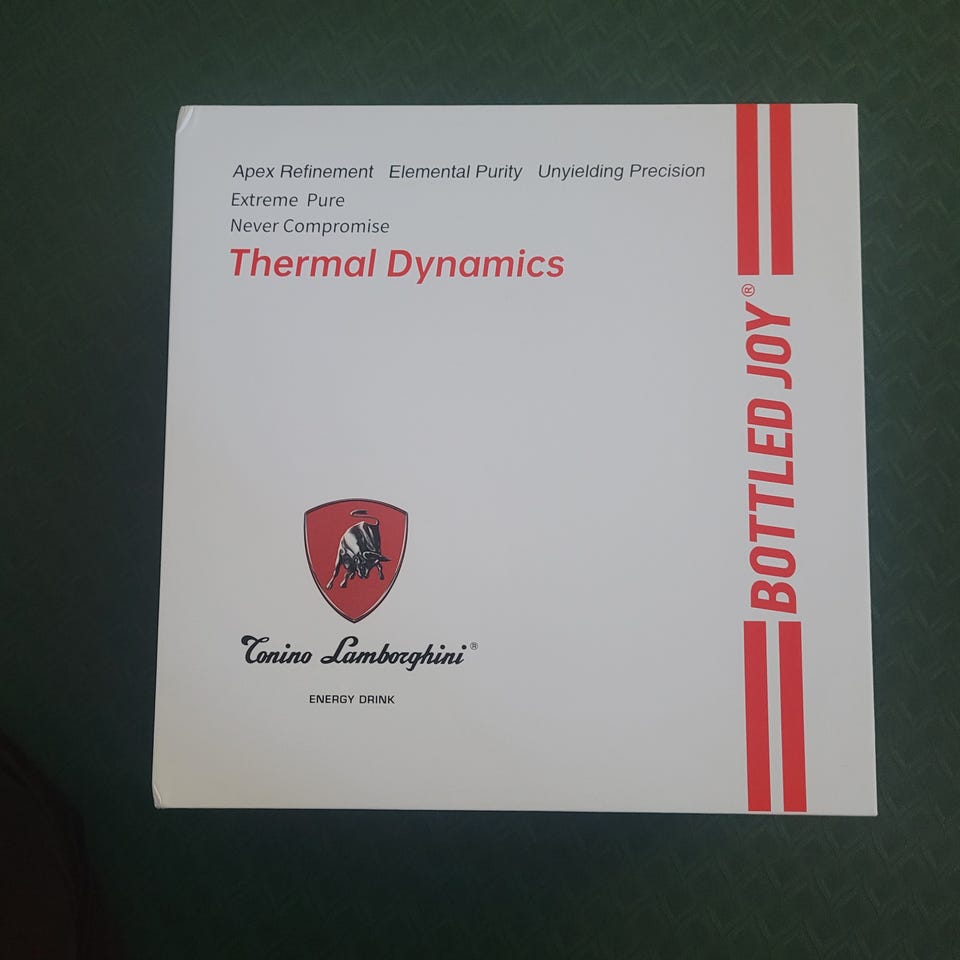 Apex Refinement Elemental Purity Unyielding Precision
Extreme Pure
Never Compromise
Thermal Dynamics
BOTTLED JOY®
Tonino Lamborghini®
ENERGY DRINK